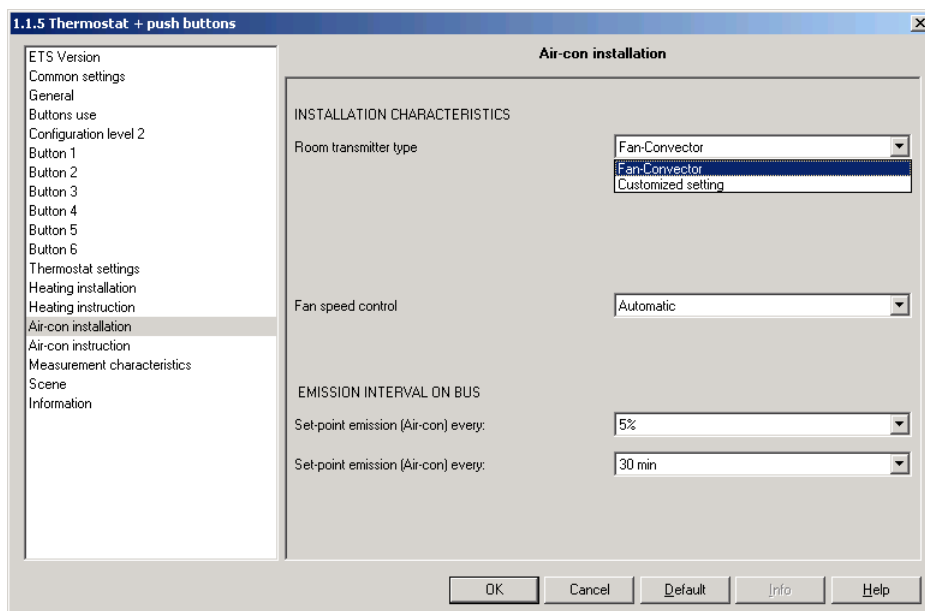 1.1.5 Thermostat + push buttons
ETS Version
Common settings
General
Buttons use
Configuration level 2
Button 1
Button 2
Button 3
Button 4
Button 5
Button 6
Thermostat settings
Heating installation
Heating instruction
Air-con installation
Air-con instruction
Measurement characteristics
Scene
Information
Air-con installation
INSTALLATION CHARACTERISTICS
Room transmitter type Fan-Convector
Fan-Convector
Customized setting
Fan speed control Automatic
EMISSION INTERVAL ON BUS
Set-point emission (Air-con) every: 5%
Set-point emission (Air-con) every: 30 min
OK Cancel Default Info Help